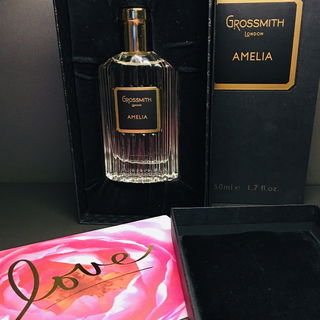 GROSSMITH
LONDON
AMELIA
GROSSMITH
LONDON
AMELIA
50ml e 1.7 fl.oz.
love